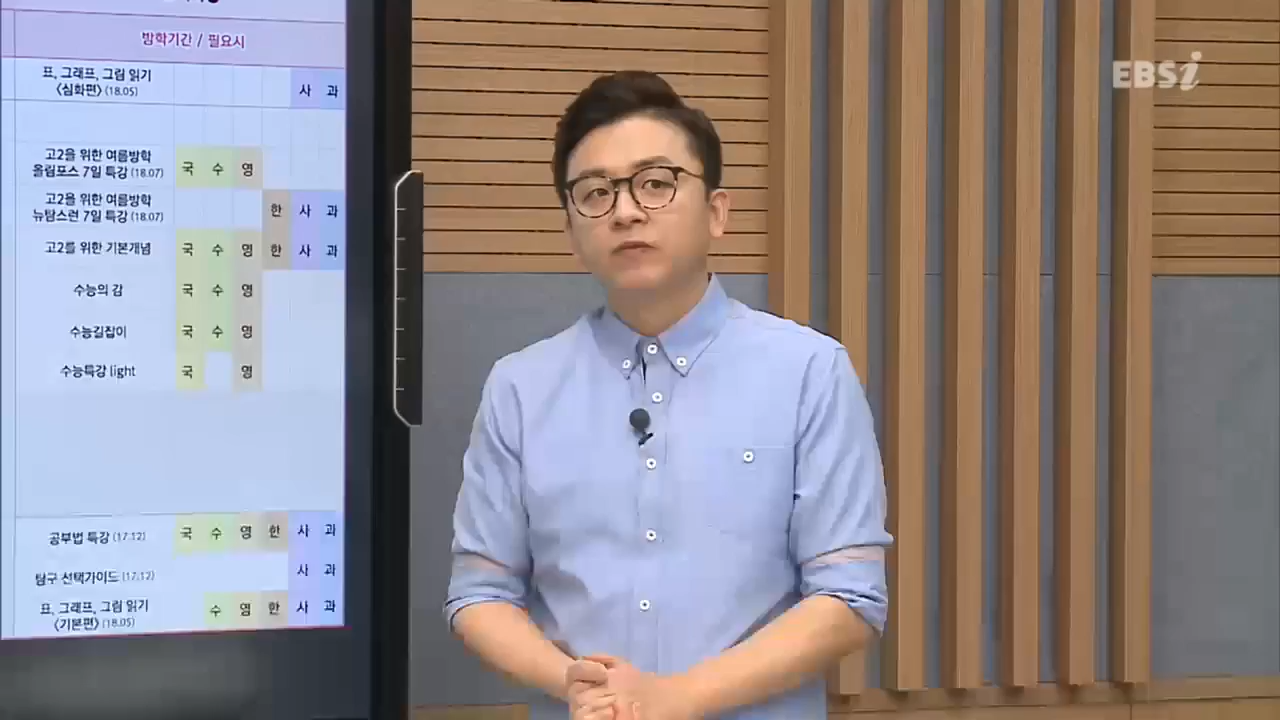 방학기간 / 필요시
표, 그래프, 그림 읽기
<심화편> (18.05)
사 과
고2을 위한 여름방학
올림포스 7일 특강 (18.07)
국 수 영
고2을 위한 여름방학
뉴탐스런 7일 특강 (18.07)
한 사 과
고2를 위한 기본개념
국 수 영 한 사 과
수능의 감
국 수 영
수능길잡이
국 수 영
수능특강 light
국 영
공부법 특강 (17.12)
국 수 영 한 사 과
탐구 선택가이드 (17.12)
사 과
표, 그래프, 그림 읽기
<기본편> (18.05)
수 영 한 사 과
EBSi